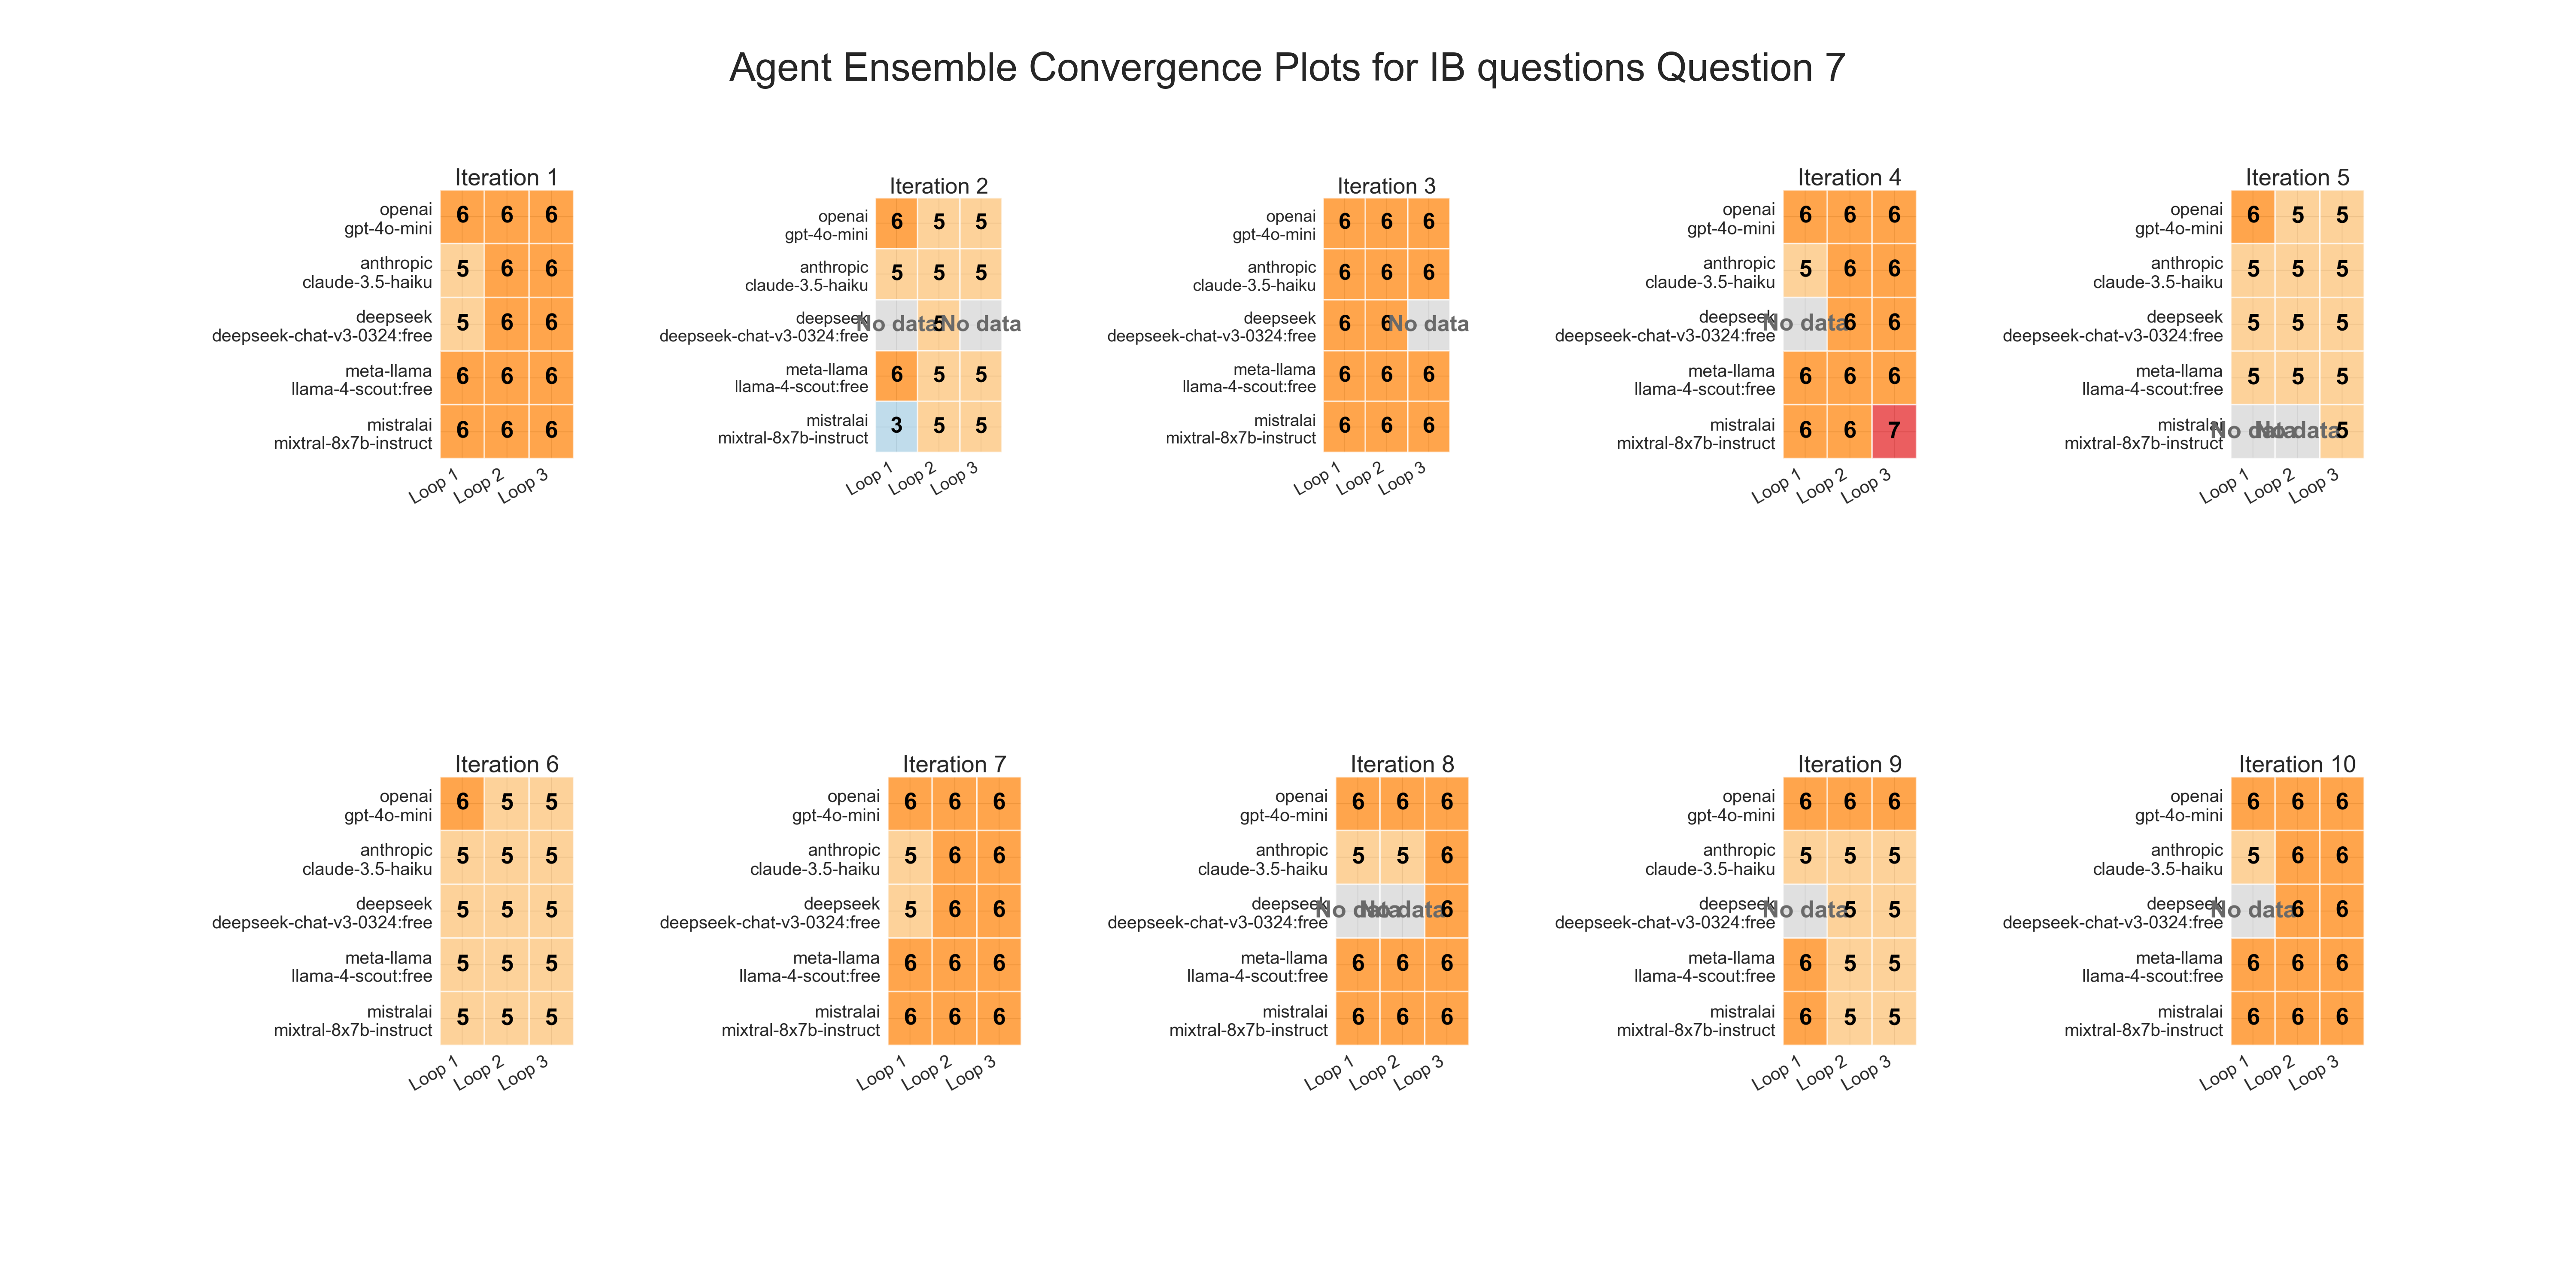 Agent Ensemble Convergence Plots for IB questions Question 7
Iteration 1
openai
gpt-4o-mini
6 6 6
anthropic
claude-3.5-haiku
5 6 6
deepseek
deepseek-chat-v3-0324:free
5 6 6
meta-llama
llama-4-scout:free
6 6 6
mistralai
mixtral-8x7b-instruct
6 6 6
Loop 1 Loop 2 Loop 3
Iteration 2
openai
gpt-4o-mini
6 5 5
anthropic
claude-3.5-haiku
5 5 5
deepseek
deepseek-chat-v3-0324:free
No data 5 No data
meta-llama
llama-4-scout:free
6 5 5
mistralai
mixtral-8x7b-instruct
3 5 5
Loop 1 Loop 2 Loop 3
Iteration 3
openai
gpt-4o-mini
6 6 6
anthropic
claude-3.5-haiku
6 6 6
deepseek
deepseek-chat-v3-0324:free
6 6 No data
meta-llama
llama-4-scout:free
6 6 6
mistralai
mixtral-8x7b-instruct
6 6 6
Loop 1 Loop 2 Loop 3
Iteration 4
openai
gpt-4o-mini
6 6 6
anthropic
claude-3.5-haiku
5 6 6
deepseek
deepseek-chat-v3-0324:free
No data 6 6
meta-llama
llama-4-scout:free
6 6 6
mistralai
mixtral-8x7b-instruct
6 6 7
Loop 1 Loop 2 Loop 3
Iteration 5
openai
gpt-4o-mini
6 5 5
anthropic
claude-3.5-haiku
5 5 5
deepseek
deepseek-chat-v3-0324:free
5 5 5
meta-llama
llama-4-scout:free
5 5 5
mistralai
mixtral-8x7b-instruct
No data No data 5
Loop 1 Loop 2 Loop 3
Iteration 6
openai
gpt-4o-mini
6 5 5
anthropic
claude-3.5-haiku
5 5 5
deepseek
deepseek-chat-v3-0324:free
5 5 5
meta-llama
llama-4-scout:free
5 5 5
mistralai
mixtral-8x7b-instruct
5 5 5
Loop 1 Loop 2 Loop 3
Iteration 7
openai
gpt-4o-mini
6 6 6
anthropic
claude-3.5-haiku
5 6 6
deepseek
deepseek-chat-v3-0324:free
5 6 6
meta-llama
llama-4-scout:free
6 6 6
mistralai
mixtral-8x7b-instruct
6 6 6
Loop 1 Loop 2 Loop 3
Iteration 8
openai
gpt-4o-mini
6 6 6
anthropic
claude-3.5-haiku
5 5 6
deepseek
deepseek-chat-v3-0324:free
No data No data 6
meta-llama
llama-4-scout:free
6 6 6
mistralai
mixtral-8x7b-instruct
6 6 6
Loop 1 Loop 2 Loop 3
Iteration 9
openai
gpt-4o-mini
6 6 6
anthropic
claude-3.5-haiku
5 5 5
deepseek
deepseek-chat-v3-0324:free
No data 5 5
meta-llama
llama-4-scout:free
6 5 5
mistralai
mixtral-8x7b-instruct
6 5 5
Loop 1 Loop 2 Loop 3
Iteration 10
openai
gpt-4o-mini
6 6 6
anthropic
claude-3.5-haiku
5 6 6
deepseek
deepseek-chat-v3-0324:free
No data 6 6
meta-llama
llama-4-scout:free
6 6 6
mistralai
mixtral-8x7b-instruct
6 6 6
Loop 1 Loop 2 Loop 3